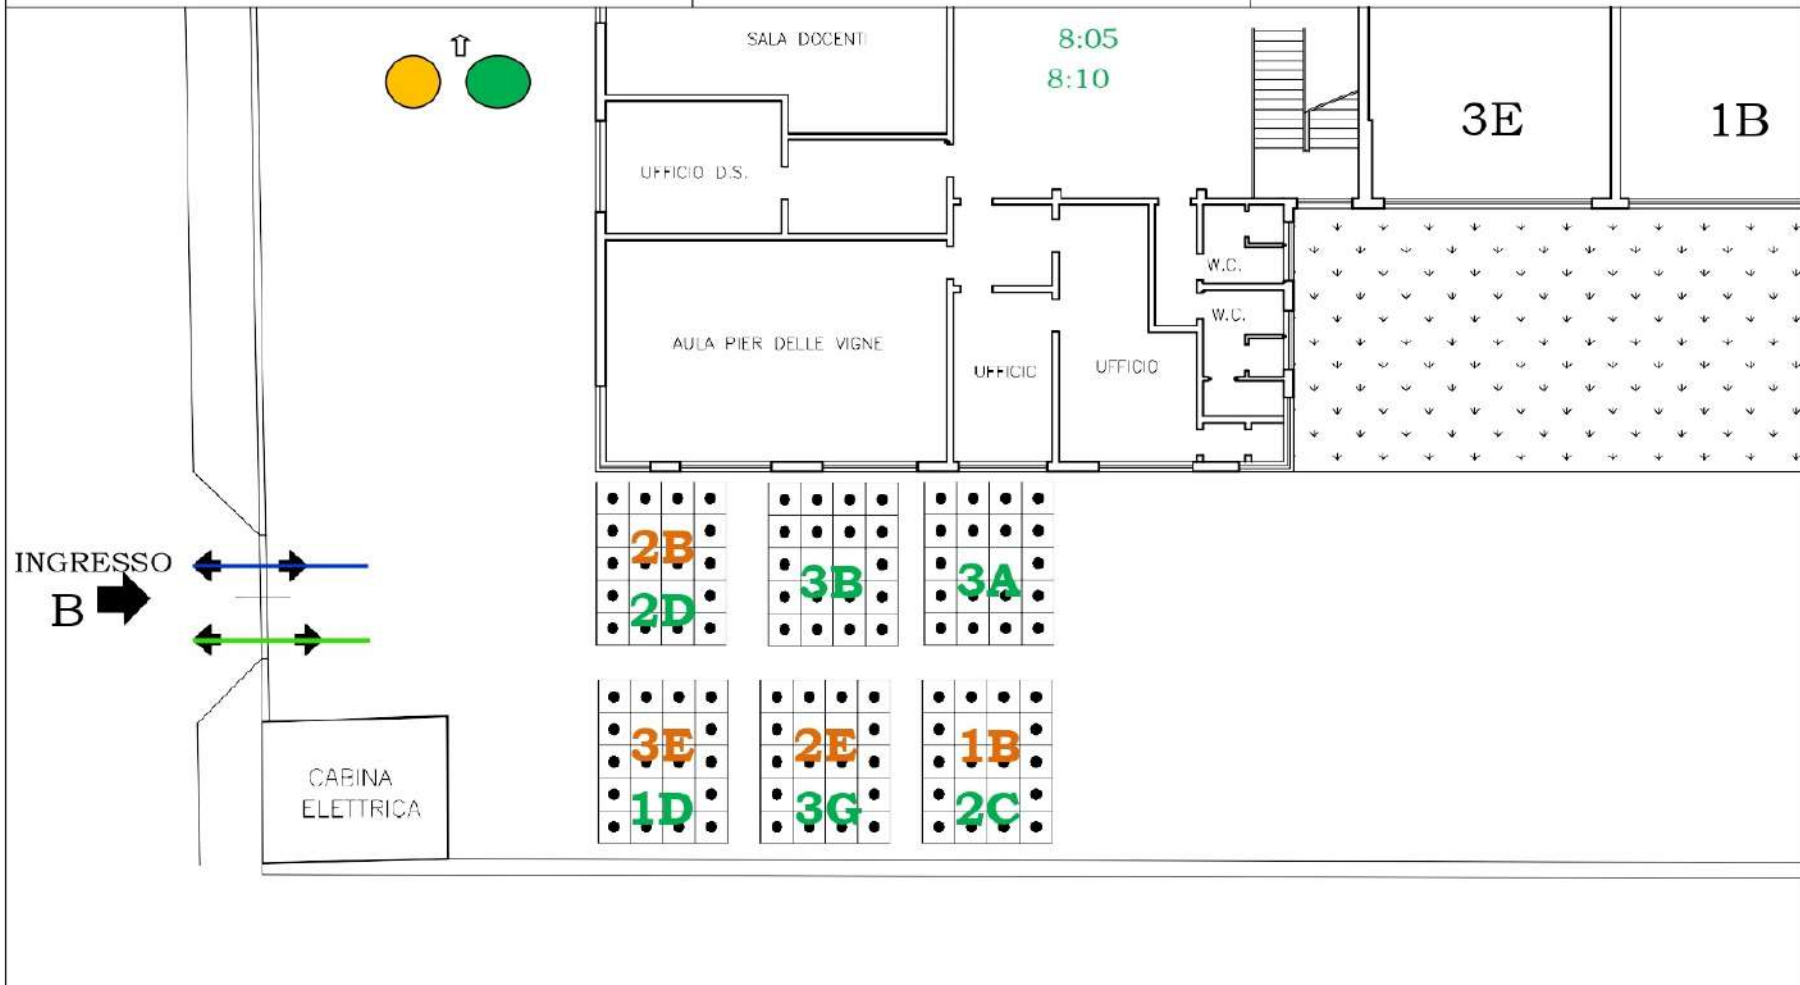 SALA DOCENTI
8:05
8:10
3E
1B
UFFICIO D.S.
W.C.
W.C.
AULA PIER DELLE VIGNE
UFFICIO
UFFICIO
INGRESSO
B
2B
2D
3B
3A
3E
1D
2E
3G
1B
2C
CABINA
ELETTRICA